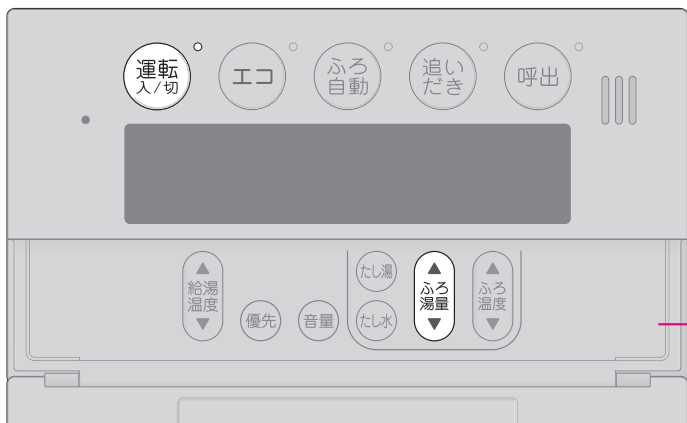 運転
入/切
エコ
ふろ
自動
追い
だき
呼出
給湯
温度
優先
音量
たし湯
たし水
ふろ
湯量
ふろ
温度